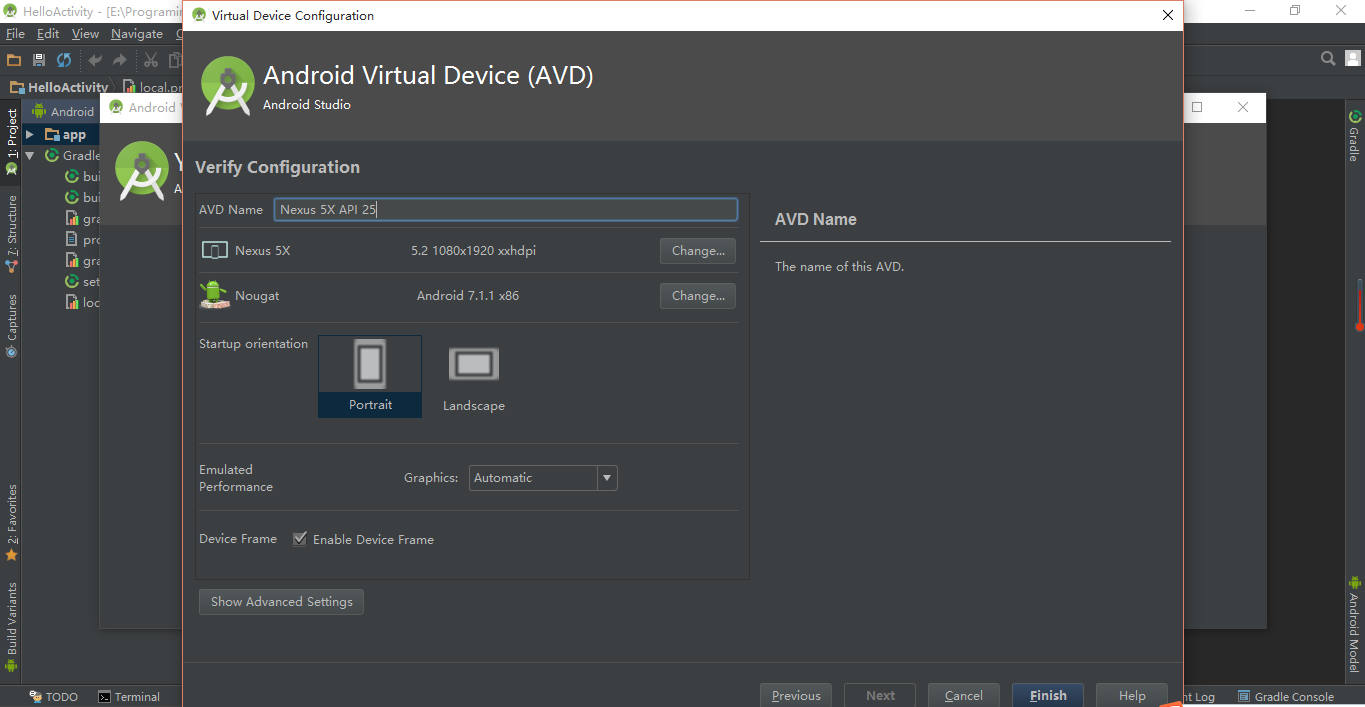 HelloActivity - [E:\Programin
Virtual Device Configuration
File Edit View Navigate
Android Virtual Device (AVD)
Android Studio
HelloActivity
local.pr
Android
Android
app
Gradle
bui
bui
gra
pro
gra
set
loc
1: Project
7: Structure
Captures
2: Favorites
Build Variants
Verify Configuration
AVD Name Nexus 5X API 25
Nexus 5X 5.2 1080x1920 xxhdpi Change...
Nougat Android 7.1.1 x86 Change...
Startup orientation
Portrait
Landscape
Emulated
Performance
Graphics: Automatic
Device Frame Enable Device Frame
Show Advanced Settings
AVD Name
The name of this AVD.
Previous Next Cancel Finish Help
Gradle
Android Model
TODO Terminal
nt Log Gradle Console